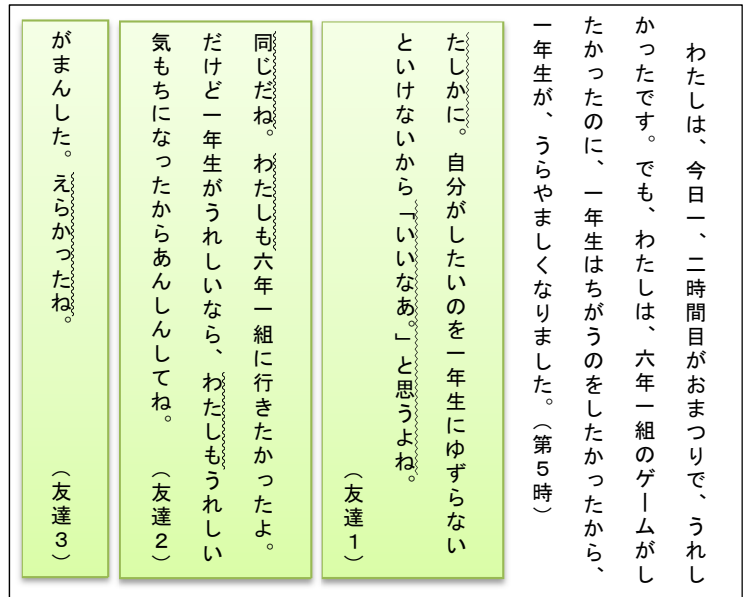 わたしは、今日一、二時間目がおまつりで、うれし
かったです。でも、わたしは、六年一組のゲームがし
たかったのに、一年生はちがうのをしたかったから、
一年生が、うらやましくなりました。（第５時）
たしかに。自分がしたいのを一年生にゆずらない
といけないから「いいなあ。」と思うよね。
（友達１）
同じだね。わたしも六年一組に行きたかったよ。
だけど一年生がうれしいなら、わたしもうれしい
気もちになったからあんしんしてね。（友達２）
がまんした。えらかったね。（友達３）